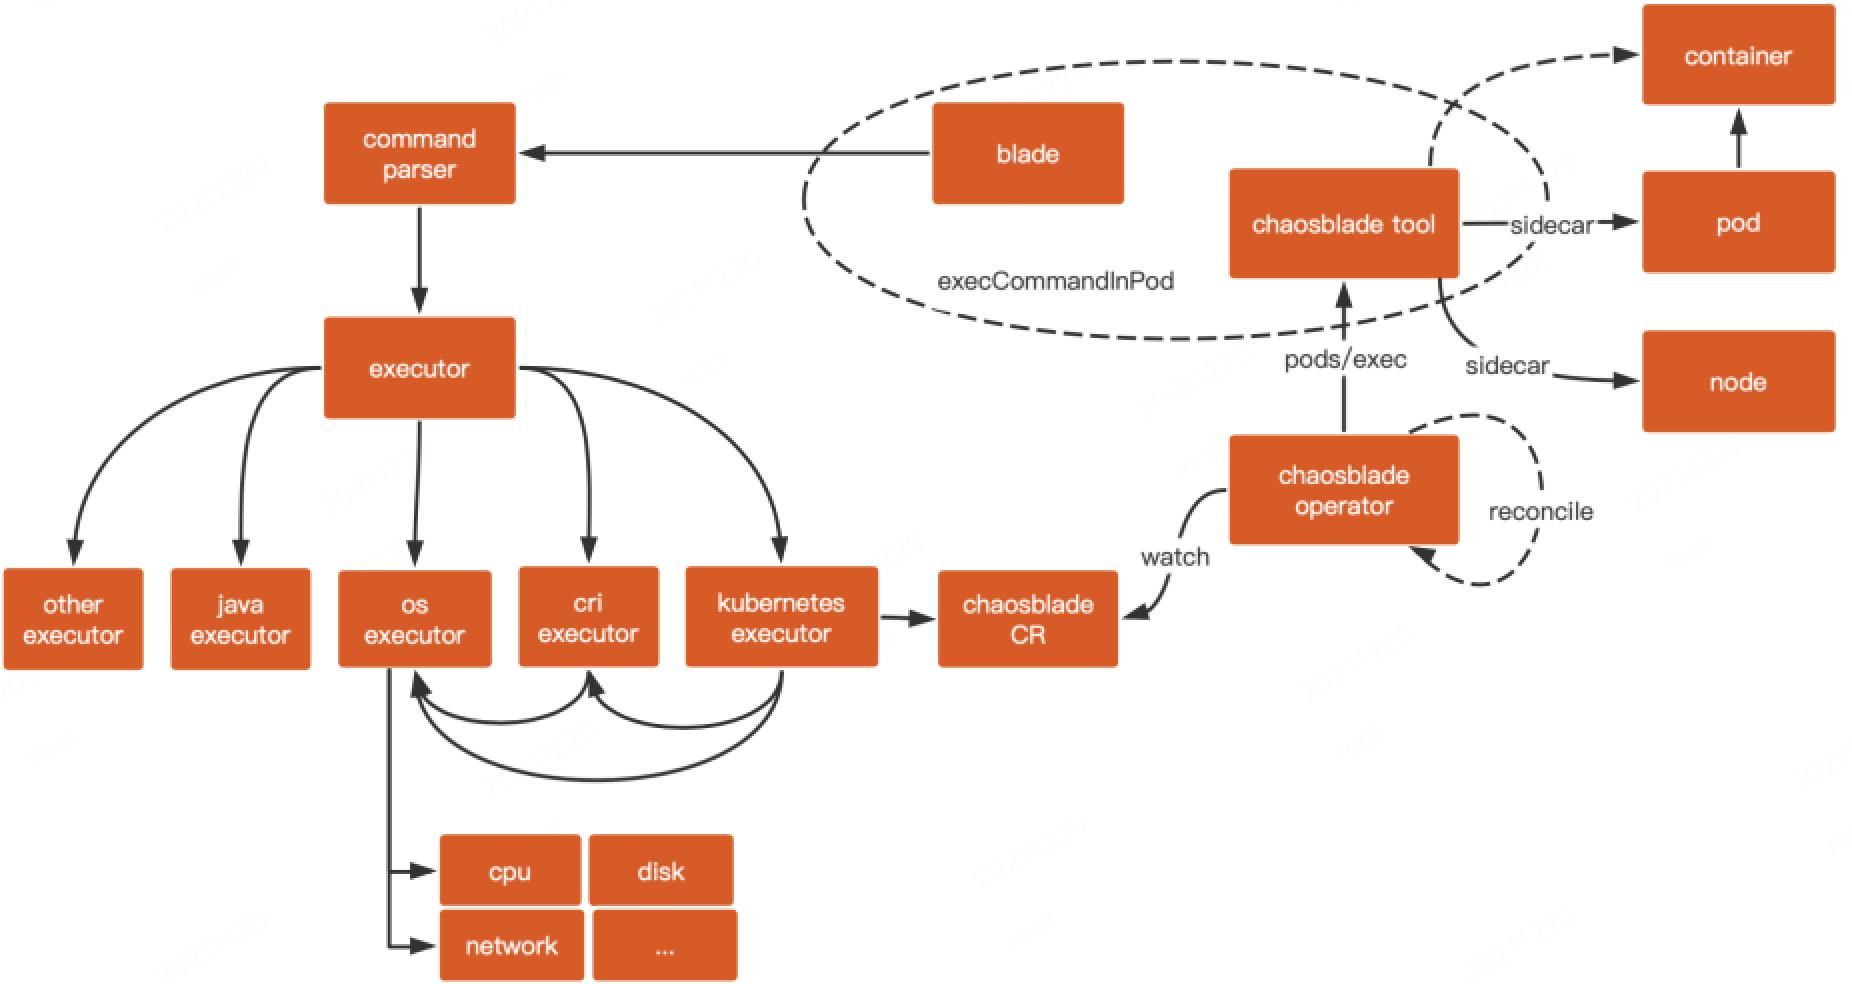 container
command
parser
blade
chaosblade tool
sidecar
pod
execCommandInPod
executor
pods/exec
sidecar
node
chaosblade
operator
reconcile
watch
other
executor
java
executor
os
executor
cri
executor
kubernetes
executor
chaosblade
CR
cpu
disk
network
...